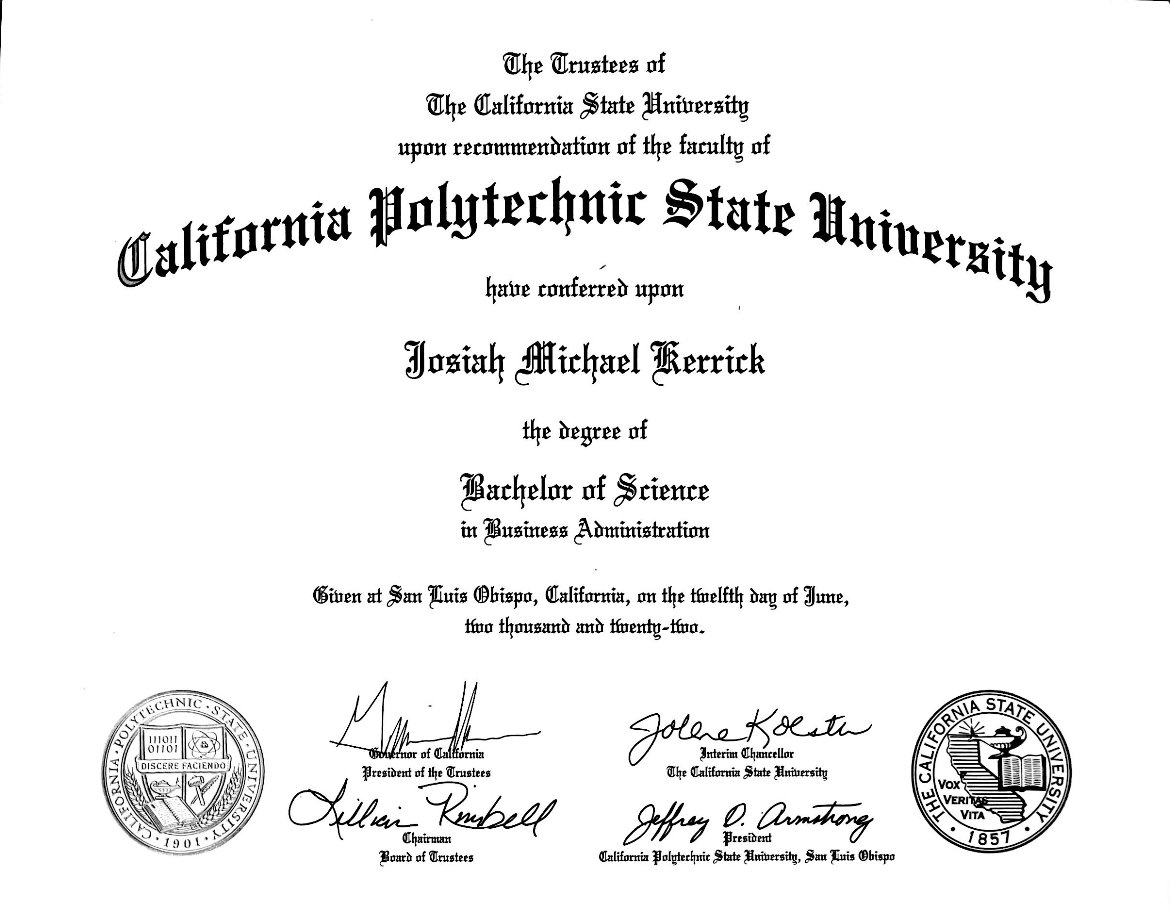 The Trustees of
The California State University
upon recommendation of the faculty of
California Polytechnic State University
have conferred upon
Josiah Michael Kerrick
the degree of
Bachelor of Science
in Business Administration
Given at San Luis Obispo, California, on the twelfth day of June,
two thousand and twenty-two.
CALIFORNIA · POLYTECHNIC · STATE · UNIVERSITY · 1901 ·
111011
01101
DISCERE FACIENDO
Governor of California
President of the Trustees
Lillian Kimbell
Chairman
Board of Trustees
Jolene Koester
Interim Chancellor
The California State University
Jeffrey D. Armstrong
President
California Polytechnic State University, San Luis Obispo
THE CALIFORNIA STATE UNIVERSITY
VOX
VERITAS
VITA
· 1857 ·